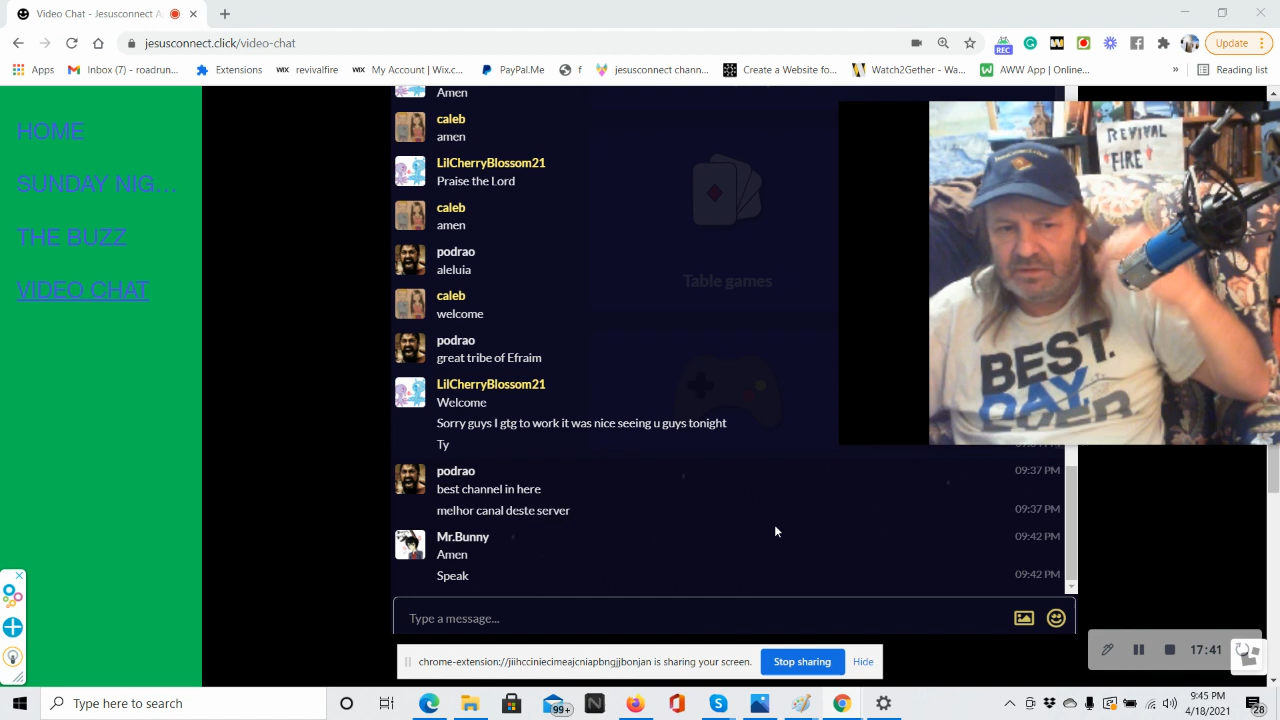 Video Chat - Jesusconnect A
jesusconnect.click/video-chat
REC
Update
Apps
Inbox (7) - roadrun...
Extensions
WIX revivalfire
WIX My Account | Wix.c...
PayPal.Me
f
jesusconnect chann...
Create a Website fo...
Watch2Gether - Wa...
AWW App | Online...
»
Reading list
HOME
SUNDAY NIG...
THE BUZZ
VIDEO CHAT
Amen
caleb
amen
LilCherryBlossom21
Praise the Lord
caleb
amen
podrao
aleluia
caleb
welcome
podrao
great tribe of Efraim
LilCherryBlossom21
Welcome
Sorry guys I gtg to work it was nice seeing u guys tonight
Ty
podrao 09:37 PM
best channel in here
melhor canal deste server 09:37 PM
Mr.Bunny 09:42 PM
Amen
Speak 09:42 PM
Type a message...
Table games
REVIVAL
FIRE
BEST.
DAY.
EVER
chrome-extension://jiihcciniecimeajcniapbngjjbonjan is sharing your screen.
Stop sharing
Hide
17:41
Type here to search
99+
9:45 PM
4/18/2021
28